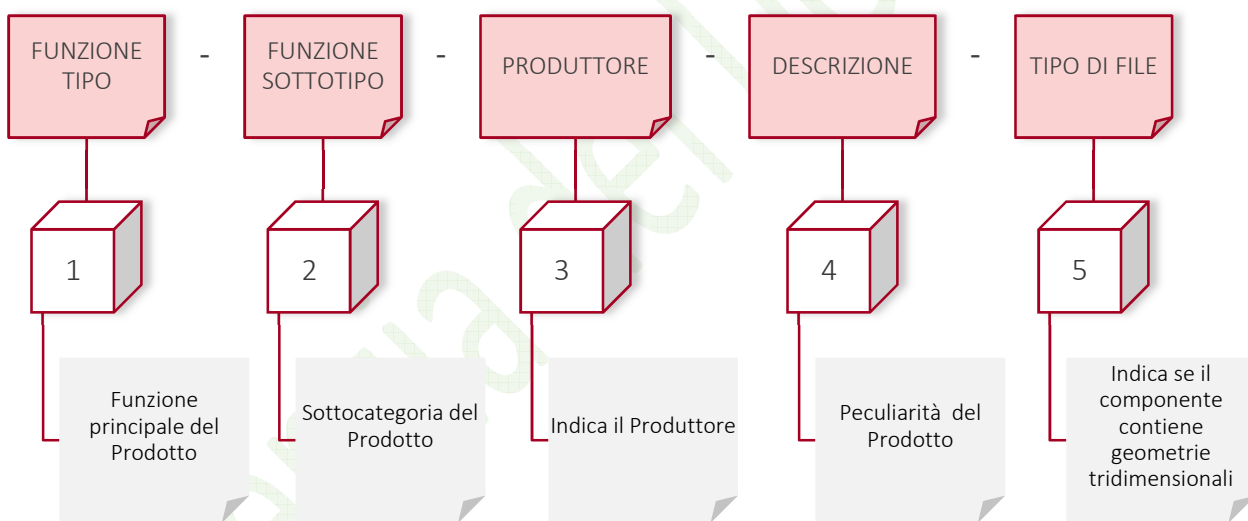 FUNZIONE
TIPO
-
FUNZIONE
SOTTOTIPO
-
PRODUTTORE
-
DESCRIZIONE
-
TIPO DI FILE
1
2
3
4
5
Funzione
principale del
Prodotto
Sottocategoria del
Prodotto
Indica il Produttore
Peculiarità del
Prodotto
Indica se il
componente
contiene
geometrie
tridimensionali